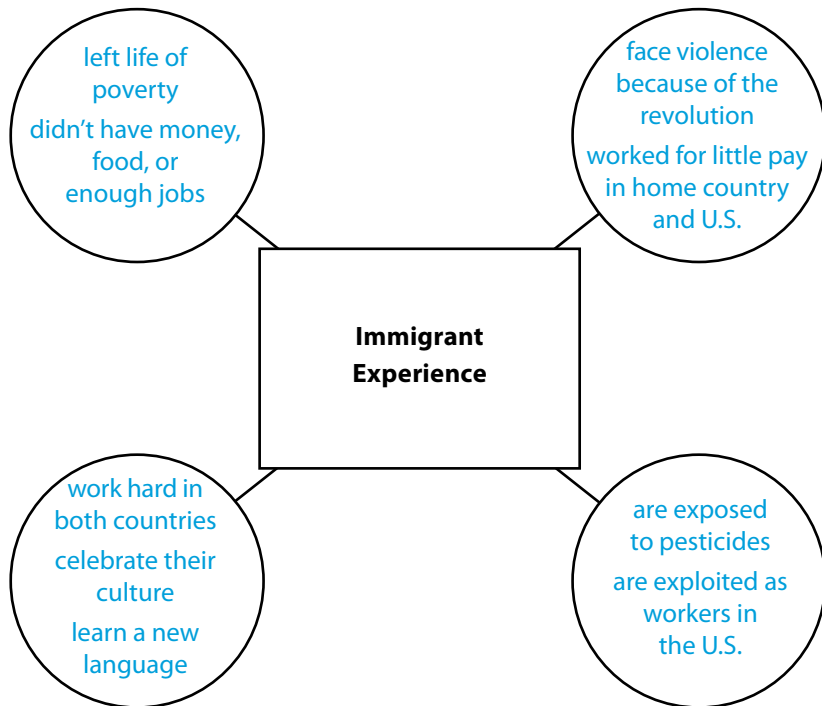 left life of
poverty
didn’t have money,
food, or
enough jobs
face violence
because of the
revolution
worked for little pay
in home country
and U.S.
Immigrant
Experience
work hard in
both countries
celebrate their
culture
learn a new
language
are exposed
to pesticides
are exploited as
workers in
the U.S.